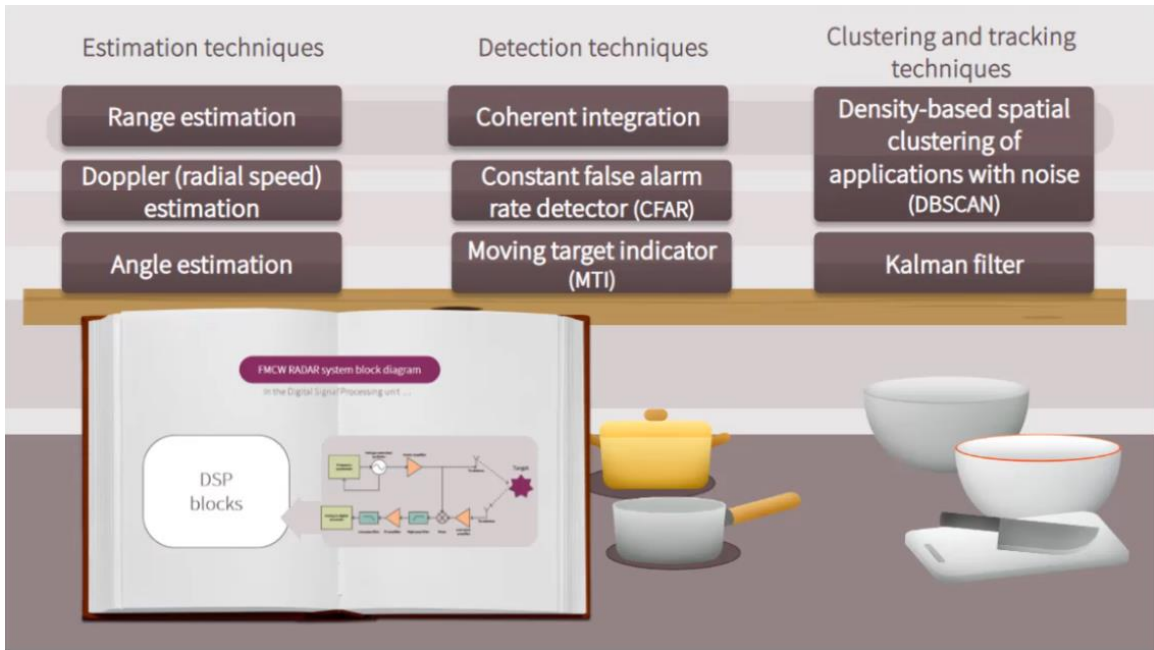 Estimation techniques
Range estimation
Doppler (radial speed)
estimation
Angle estimation
Detection techniques
Coherent integration
Constant false alarm
rate detector (CFAR)
Moving target indicator
(MTI)
Clustering and tracking
techniques
Density-based spatial
clustering of
applications with noise
(DBSCAN)
Kalman filter
FMCW RADAR system block diagram
In the Digital Signal Processing unit ...
DSP
blocks
Target